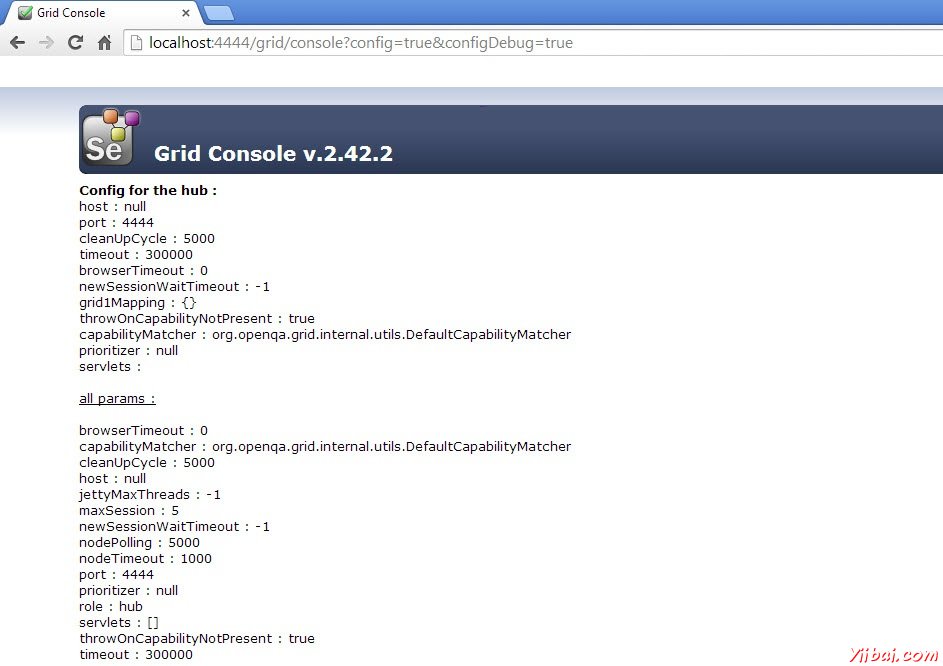 Grid Console
localhost:4444/grid/console?config=true&configDebug=true
Se
Grid Console v.2.42.2
Config for the hub :
host : null
port : 4444
cleanUpCycle : 5000
timeout : 300000
browserTimeout : 0
newSessionWaitTimeout : -1
grid1Mapping : {}
throwOnCapabilityNotPresent : true
capabilityMatcher : org.openqa.grid.internal.utils.DefaultCapabilityMatcher
prioritizer : null
servlets :
all params :
browserTimeout : 0
capabilityMatcher : org.openqa.grid.internal.utils.DefaultCapabilityMatcher
cleanUpCycle : 5000
host : null
jettyMaxThreads : -1
maxSession : 5
newSessionWaitTimeout : -1
nodePolling : 5000
nodeTimeout : 1000
port : 4444
prioritizer : null
role : hub
servlets : []
throwOnCapabilityNotPresent : true
timeout : 300000
Yiibai.com